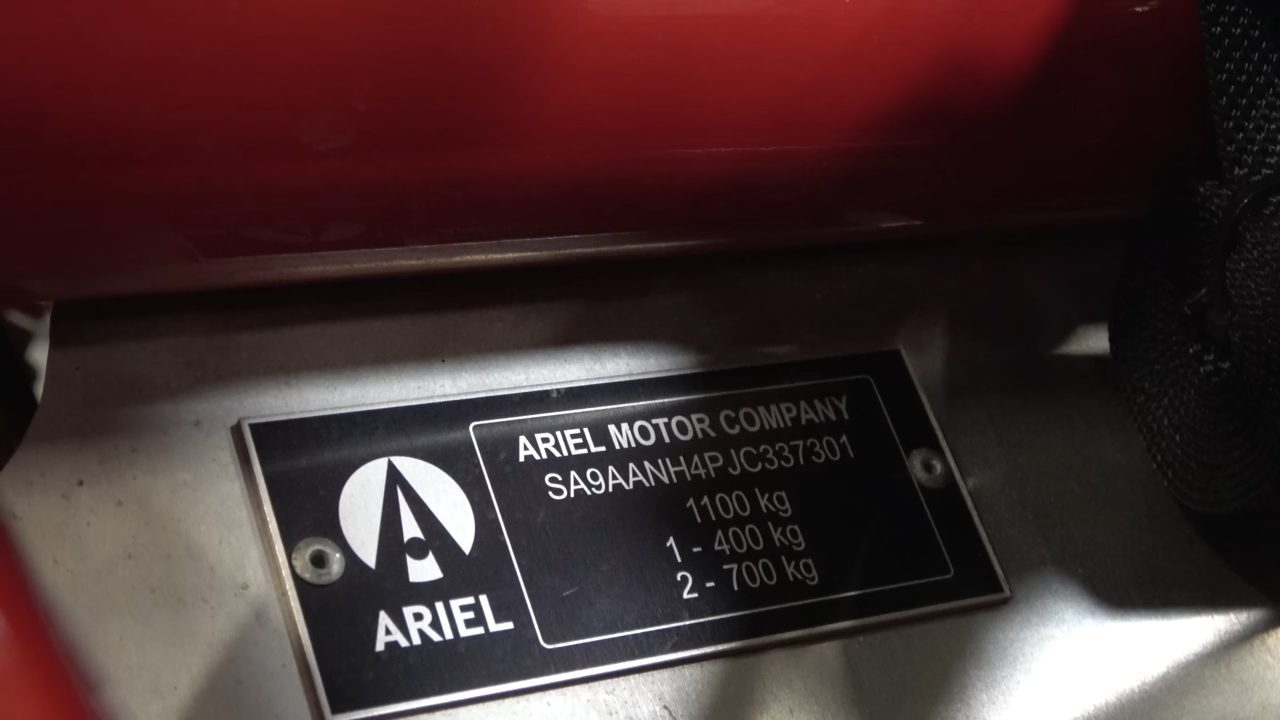 ARIEL MOTOR COMPANY
SA9AANH4PJC337301
1100 kg
1 - 400 kg
2 - 700 kg
ARIEL